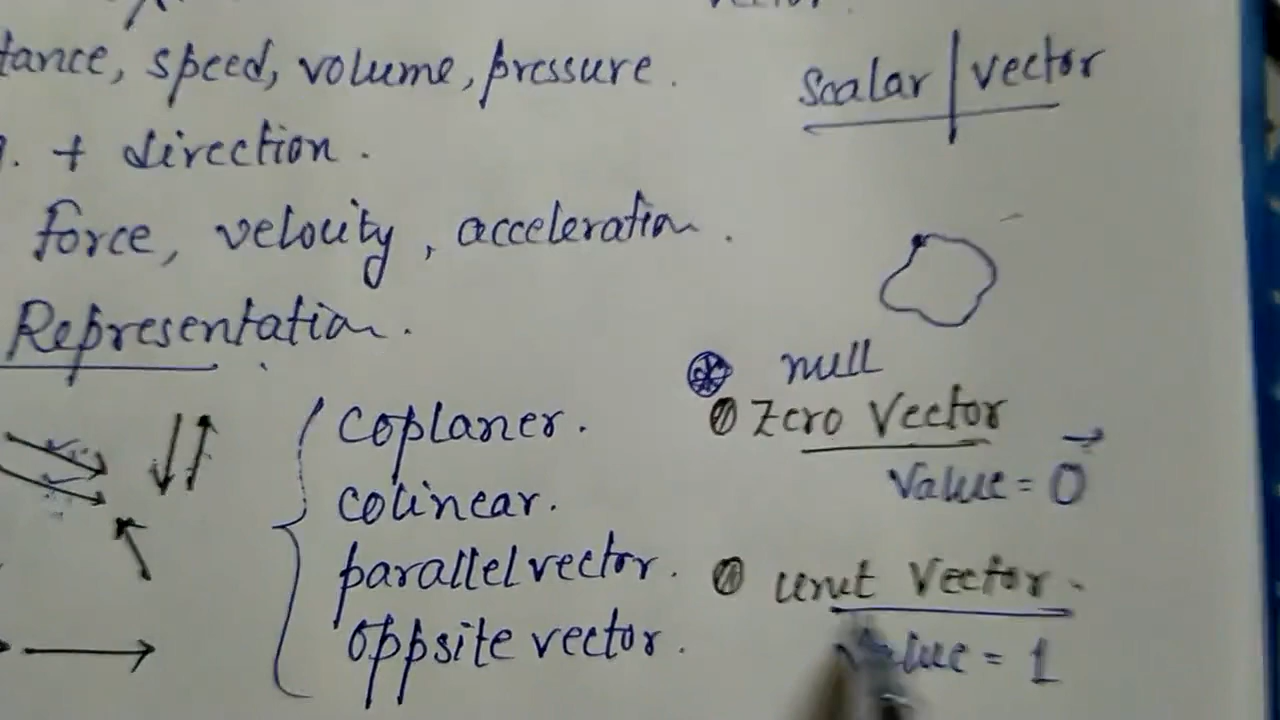 tance, speed, volume, pressure.
Scalar | vector
. + direction.
force, velocity, acceleration.
Representation.
null
Zero Vector
Value = 0
coplaner.
colinear.
parallel vector.
oppsite vector.
unit Vector.
value = 1